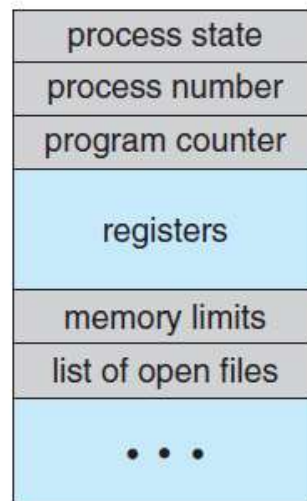 process state
process number
program counter
registers
memory limits
list of open files
• • •